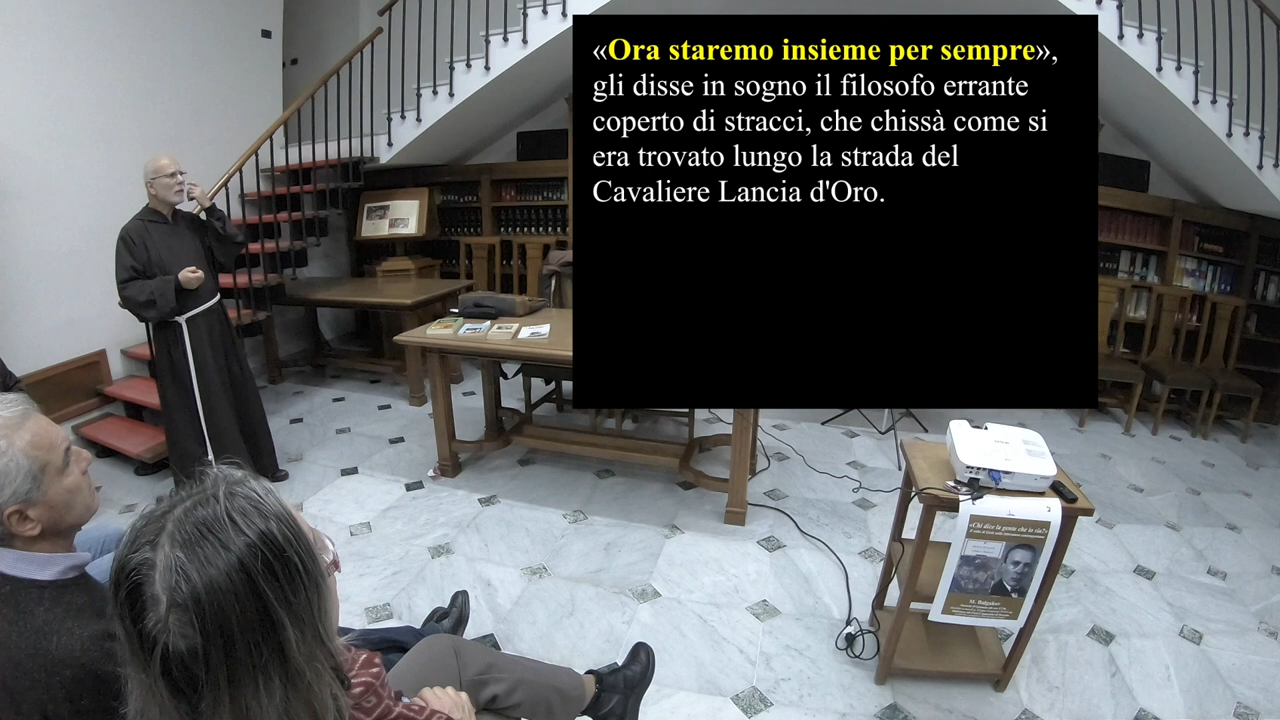 «Ora staremo insieme per sempre»,
gli disse in sogno il filosofo errante
coperto di stracci, che chissà come si
era trovato lungo la strada del
Cavaliere Lancia d'Oro.
«Chi dice la gente che io sia?»
M. Bulgakov